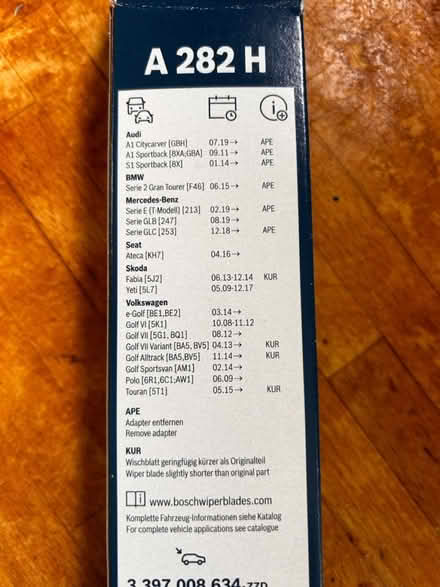 A 282 H
Audi
A1 Citycarver [GBH] 07.19→ APE
A1 Sportback [8XA;GBA] 09.11→ APE
S1 Sportback [8X] 01.14→ APE
BMW
Serie 2 Gran Tourer [F46] 06.15→ APE
Mercedes-Benz
Serie E (T-Modell) [213] 02.19→ APE
Serie GLB [247] 08.19→
Serie GLC [253] 12.18→ APE
Seat
Ateca [KH7] 04.16→
Skoda
Fabia [5J2] 06.13-12.14 KUR
Yeti [5L7] 05.09-12.17
Volkswagen
e-Golf [BE1,BE2] 03.14→
Golf VI [5K1] 10.08-11.12
Golf VII [5G1, BQ1] 08.12→
Golf VII Variant [BA5, BV5] 04.13→ KUR
Golf Alltrack [BA5,BV5] 11.14→ KUR
Golf Sportsvan [AM1] 02.14→
Polo [6R1,6C1;AW1] 06.09→
Touran [5T1] 05.15→ KUR
APE
Adapter entfernen
Remove adapter
KUR
Wischblatt geringfügig kürzer als Originalteil
Wiper blade slightly shorter than original part
www.boschwiperblades.com
Komplette Fahrzeug-Informationen siehe Katalog
For complete vehicle applications see catalogue
3 397 008 634-ZZD